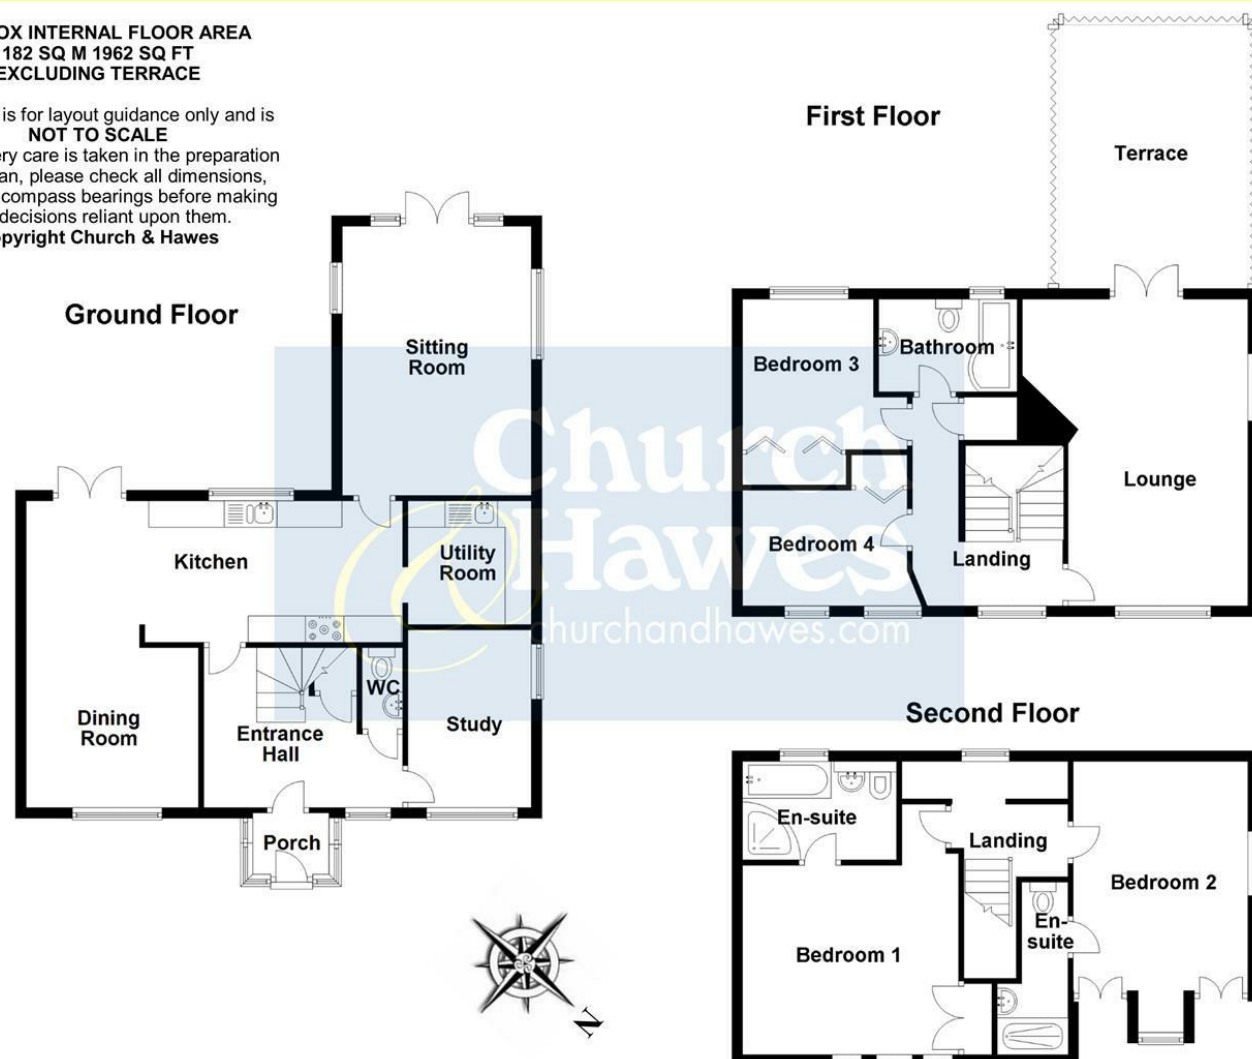 OX INTERNAL FLOOR AREA
182 SQ M 1962 SQ FT
EXCLUDING TERRACE
is for layout guidance only and is
NOT TO SCALE
ery care is taken in the preparation
an, please check all dimensions,
compass bearings before making
decisions reliant upon them.
pyright Church & Hawes
Ground Floor
Sitting
Room
Kitchen
Utility
Room
Dining
Room
Entrance
Hall
WC
Study
Porch
First Floor
Terrace
Bedroom 3
Bathroom
Lounge
Bedroom 4
Landing
Church
& Hawes
churchandhawes.com
Second Floor
En-suite
Landing
Bedroom 2
Bedroom 1
En-
suite
N